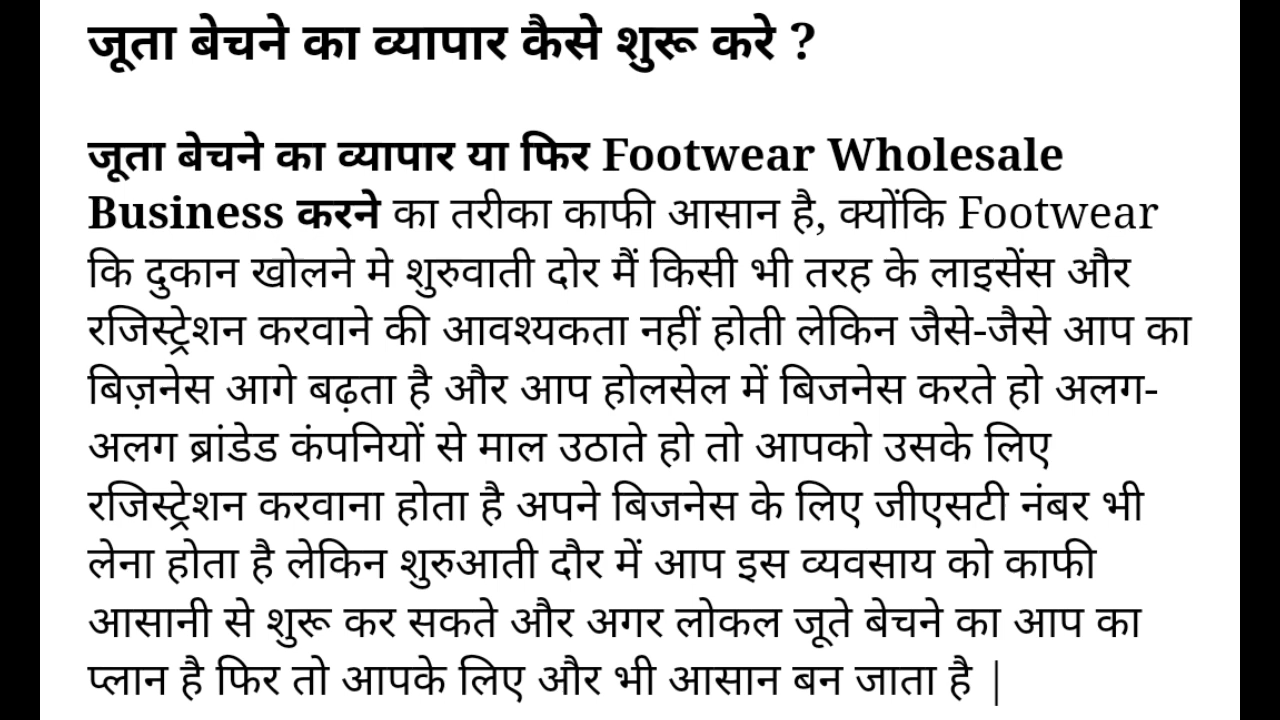 जूता बेचने का व्यापार कैसे शुरू करे ?
जूता बेचने का व्यापार या फिर Footwear Wholesale
Business करने का तरीका काफी आसान है, क्योंकि Footwear
कि दुकान खोलने मे शुरुवाती दोर मैं किसी भी तरह के लाइसेंस और
रजिस्ट्रेशन करवाने की आवश्यकता नहीं होती लेकिन जैसे-जैसे आप का
बिज़नेस आगे बढ़ता है और आप होलसेल में बिजनेस करते हो अलग-
अलग ब्रांडेड कंपनियों से माल उठाते हो तो आपको उसके लिए
रजिस्ट्रेशन करवाना होता है अपने बिजनेस के लिए जीएसटी नंबर भी
लेना होता है लेकिन शुरुआती दौर में आप इस व्यवसाय को काफी
आसानी से शुरू कर सकते और अगर लोकल जूते बेचने का आप का
प्लान है फिर तो आपके लिए और भी आसान बन जाता है |